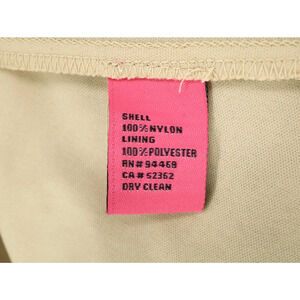 SHELL
100%NYLON
LINING
100%POLYESTER
RN# 94469
CA# 52362
DRY CLEAN